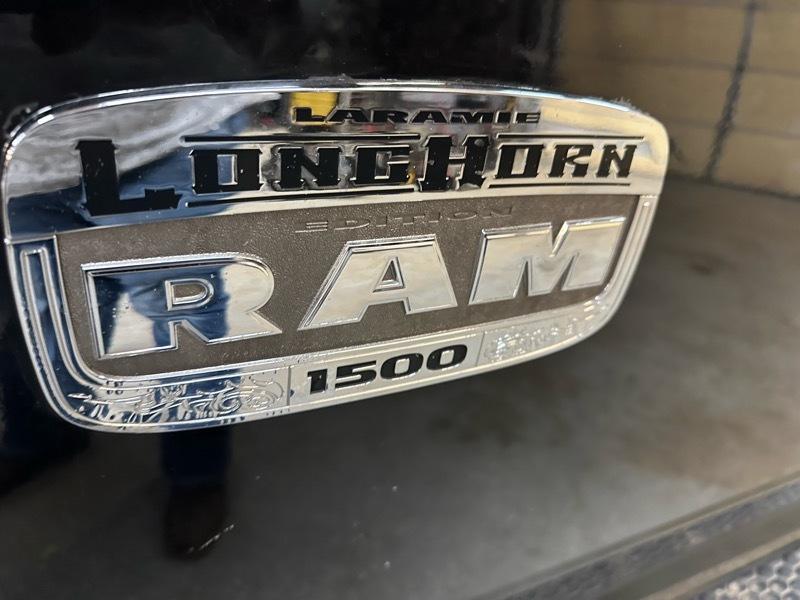 LARAMIE
LONGHORN
EDITION
RAM
1500